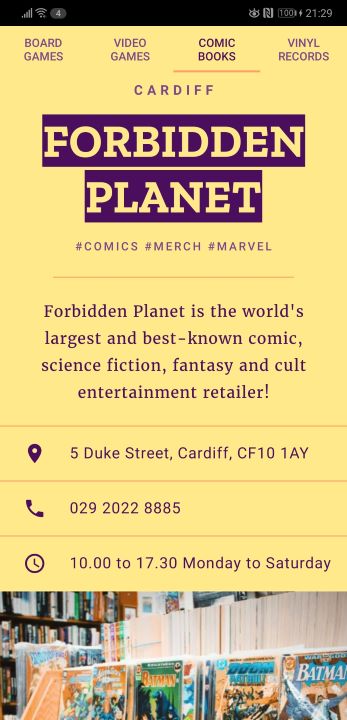 4 100 21:29
BOARD GAMES
VIDEO GAMES
COMIC BOOKS
VINYL RECORDS
CARDIFF
FORBIDDEN
PLANET
#COMICS #MERCH #MARVEL
Forbidden Planet is the world's
largest and best-known comic,
science fiction, fantasy and cult
entertainment retailer!
5 Duke Street, Cardiff, CF10 1AY
029 2022 8885
10.00 to 17.30 Monday to Saturday
BATMAN
BATMAN